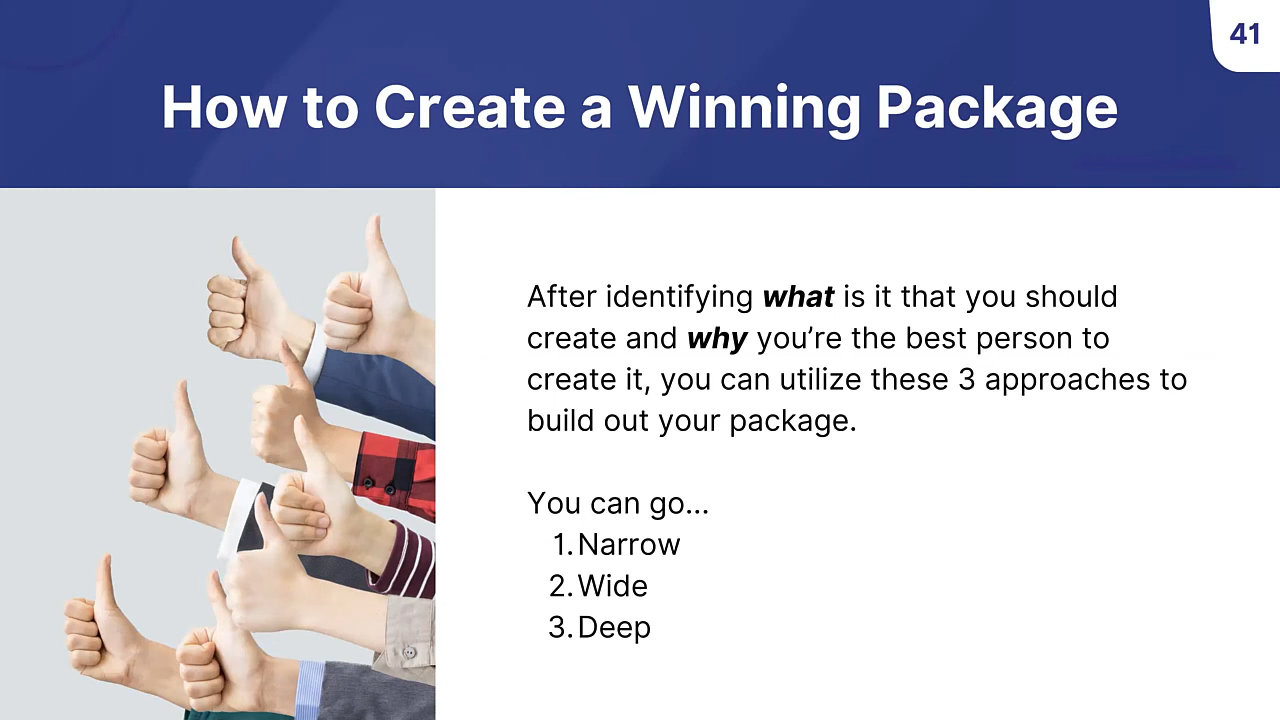 41
How to Create a Winning Package
After identifying what is it that you should
create and why you’re the best person to
create it, you can utilize these 3 approaches to
build out your package.
You can go...
1. Narrow
2. Wide
3. Deep